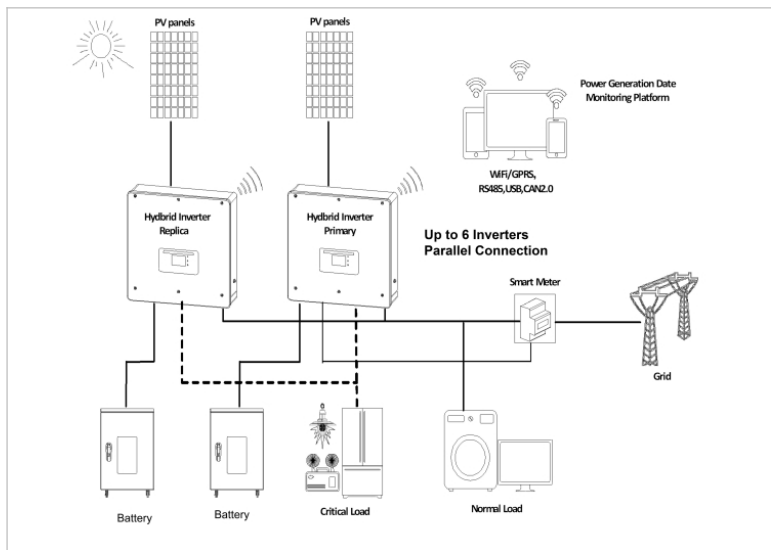 PV panels
PV panels
Power Generation Date
Monitoring Platform
WiFi/GPRS,
RS485,USB,CAN2.0
Hydbrid Inverter
Replica
Hydbrid Inverter
Primary
Up to 6 Inverters
Parallel Connection
Smart Meter
Grid
Battery
Battery
Critical Load
Normal Load